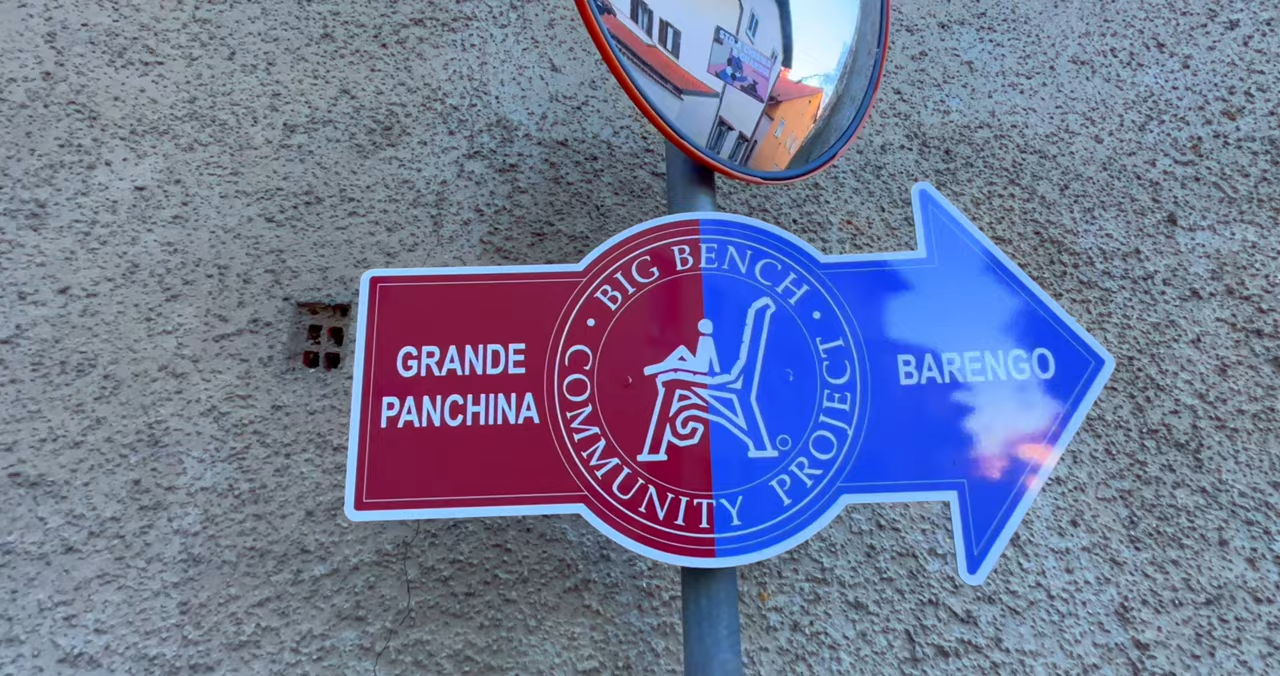 GRANDE
PANCHINA
· BIG BENCH ·
COMMUNITY PROJECT
BARENGO